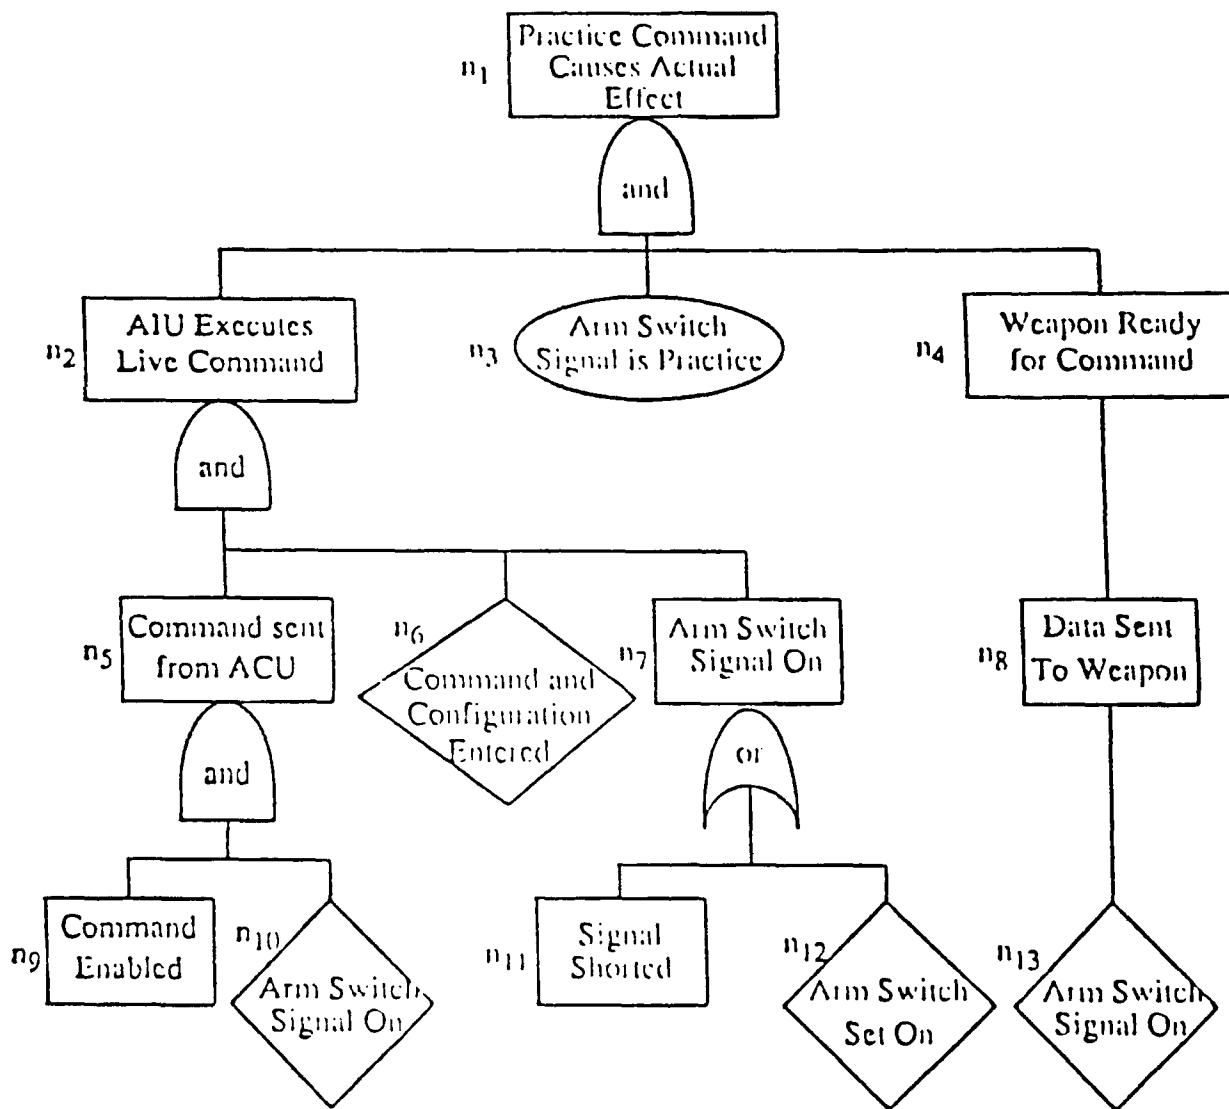 Practice Command
Causes Actual
Effect
n1
and
AIU Executes
Live Command
n2
Arm Switch
Signal is Practice
n3
Weapon Ready
for Command
n4
and
Command sent
from ACU
n5
n6
Command and
Configuration
Entered
Arm Switch
Signal On
n7
Data Sent
To Weapon
n8
and
or
Command
Enabled
n9
n10
Arm Switch
Signal On
Signal
Shorted
n11
n12
Arm Switch
Set On
n13
Arm Switch
Signal On